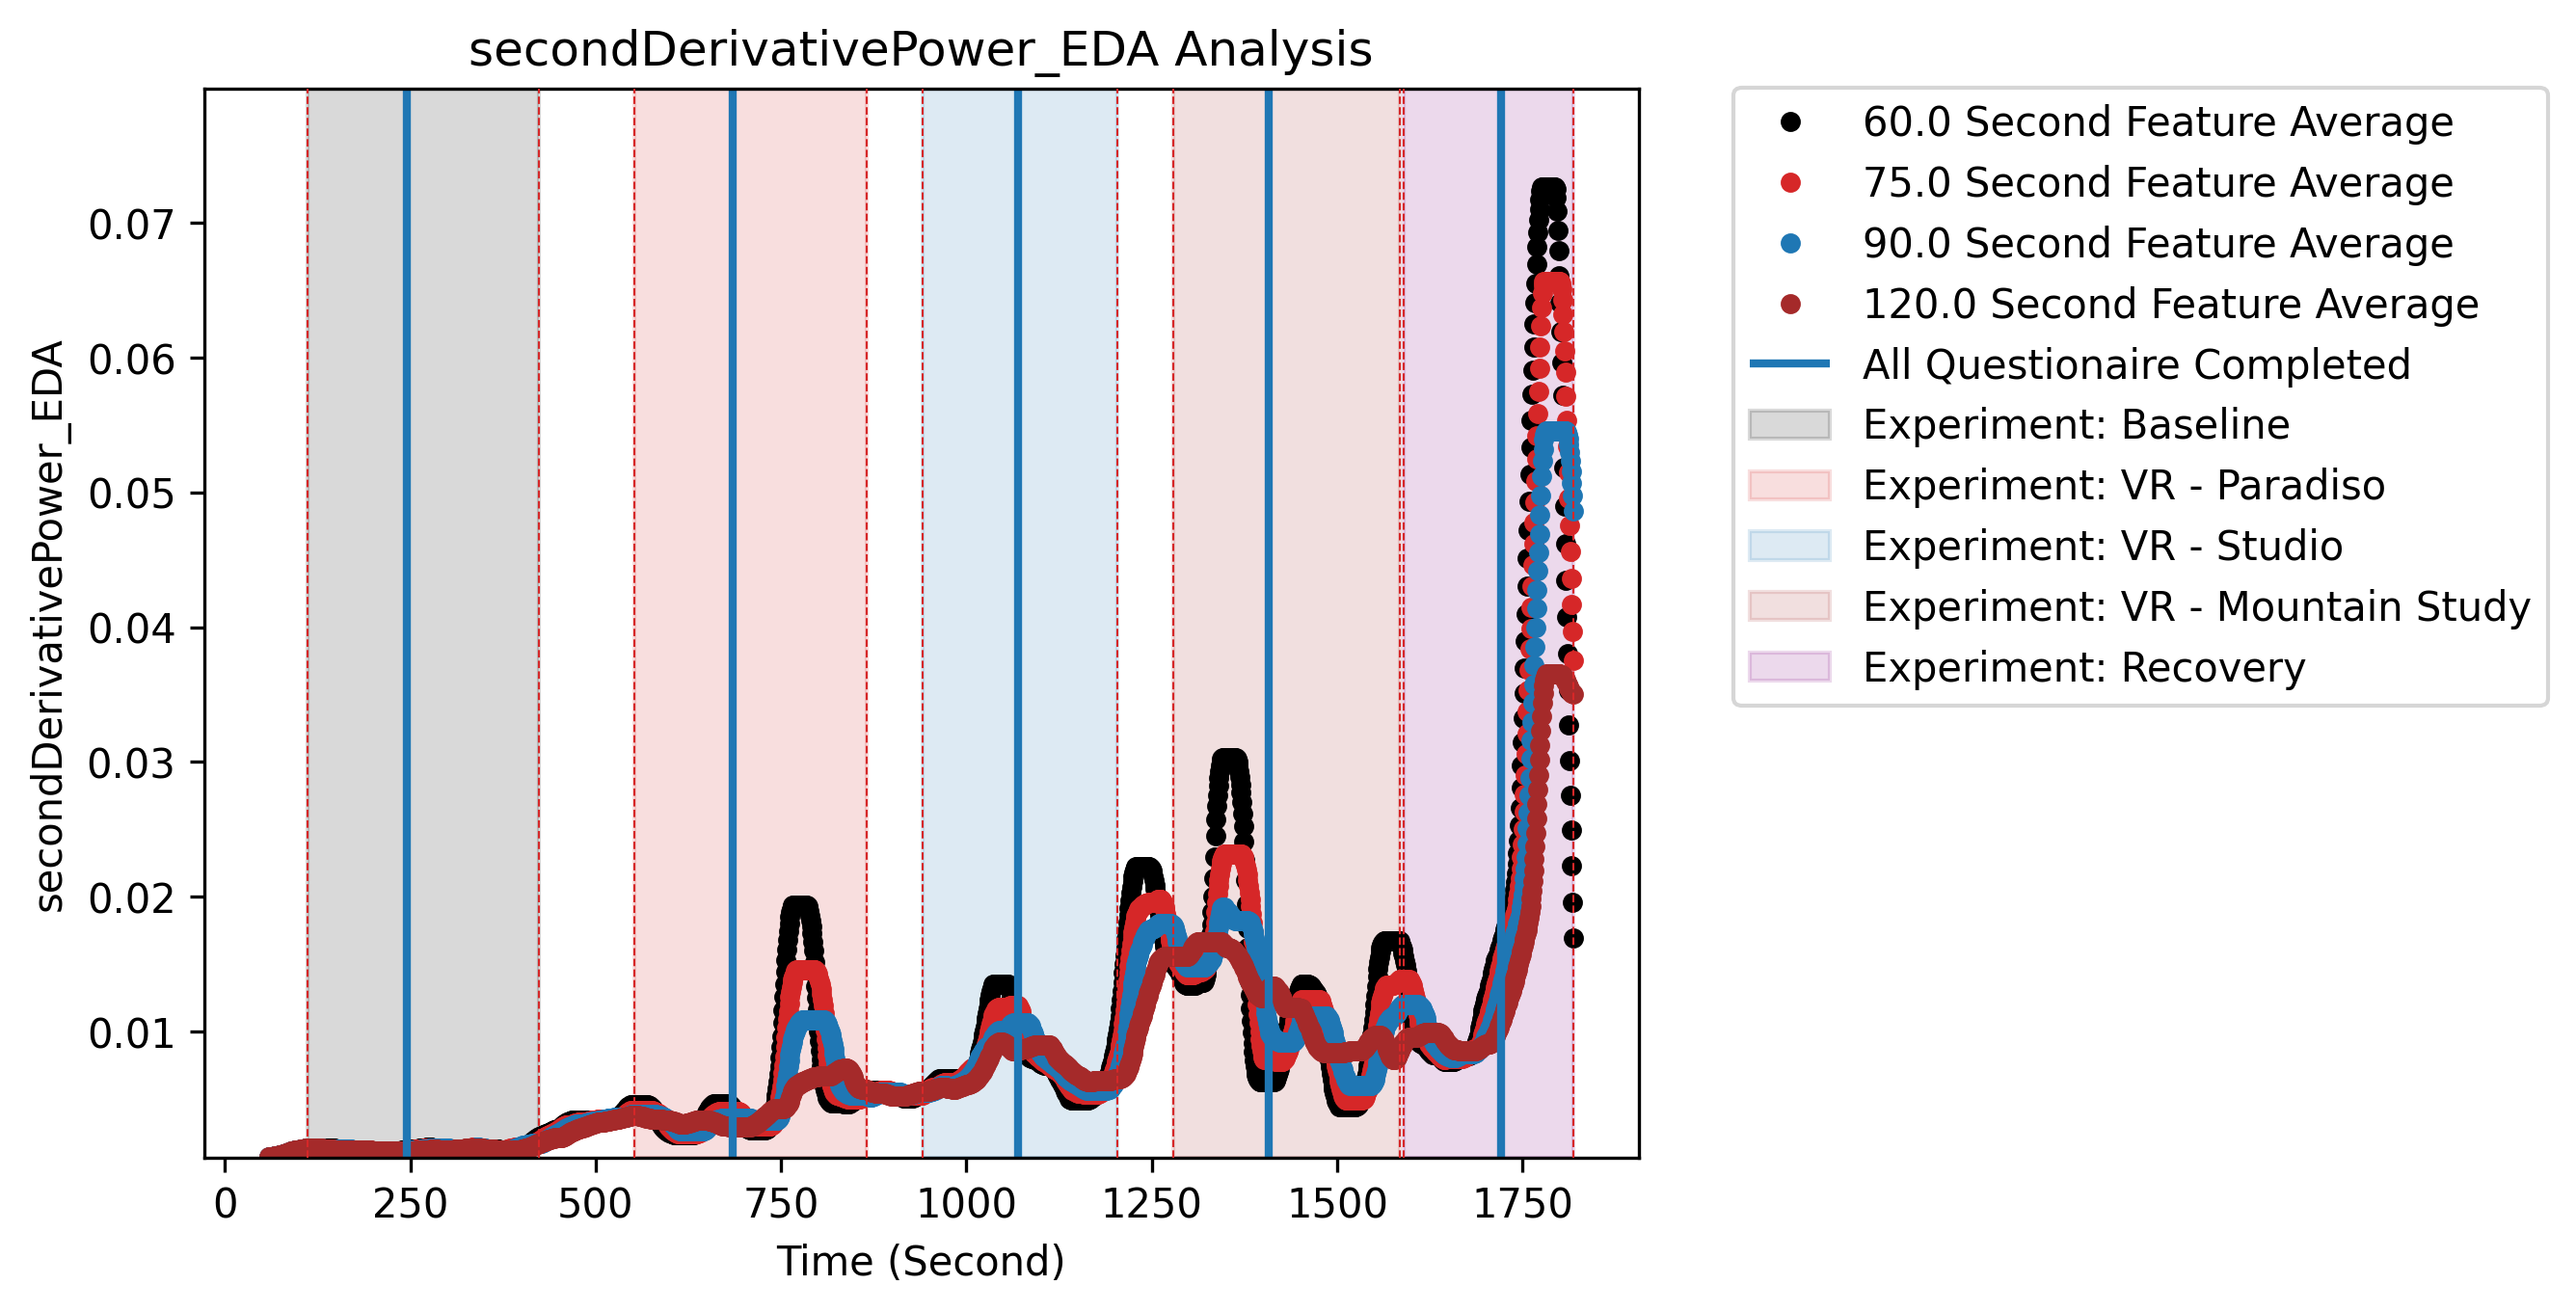 secondDerivativePower_EDA Analysis
secondDerivativePower_EDA
0.07
0.06
0.05
0.04
0.03
0.02
0.01
0
250
500
750
1000
1250
1500
1750
Time (Second)
60.0 Second Feature Average
75.0 Second Feature Average
90.0 Second Feature Average
120.0 Second Feature Average
All Questionaire Completed
Experiment: Baseline
Experiment: VR - Paradiso
Experiment: VR - Studio
Experiment: VR - Mountain Study
Experiment: Recovery